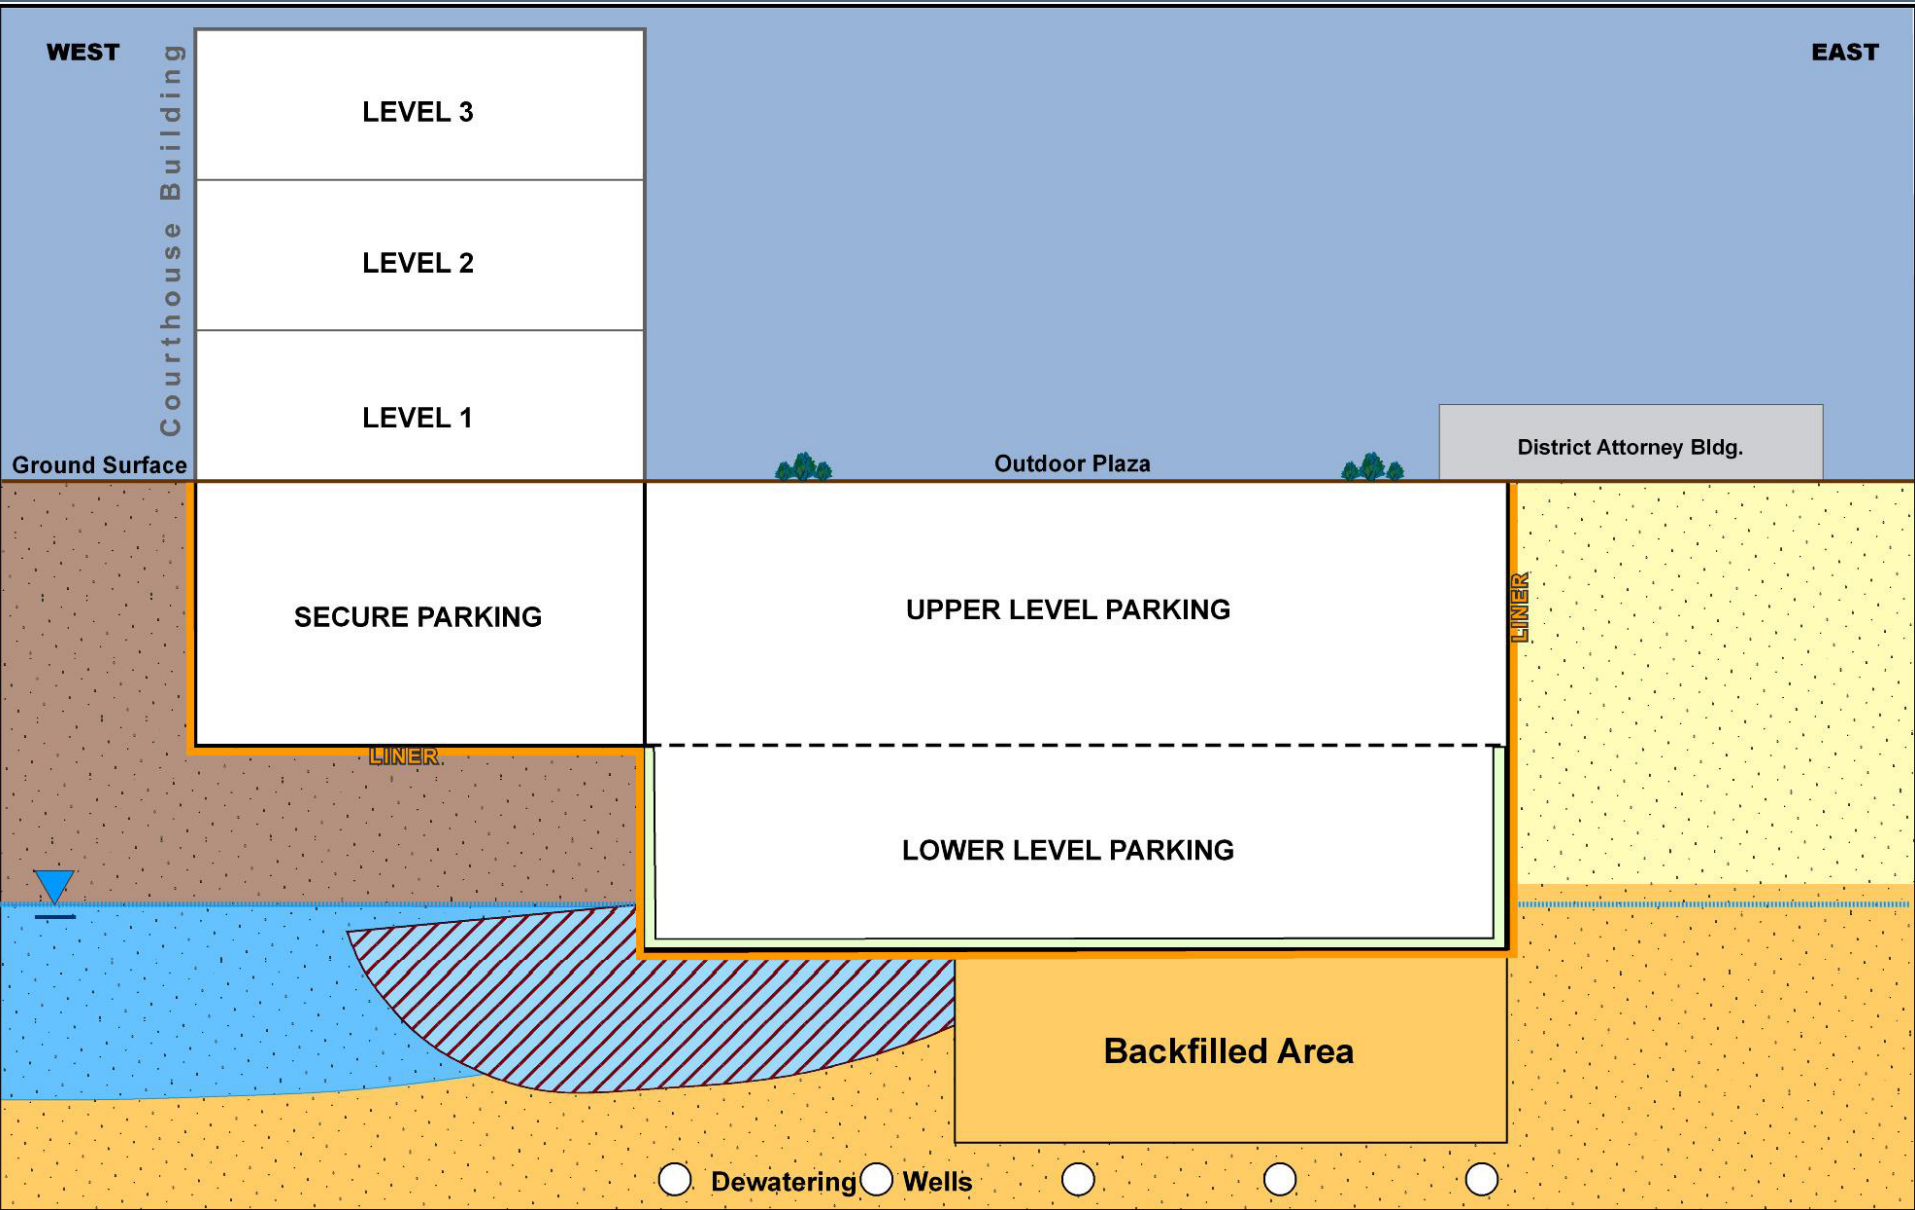 WEST
EAST
Courthouse Building
LEVEL 3
LEVEL 2
LEVEL 1
Ground Surface
Outdoor Plaza
District Attorney Bldg.
SECURE PARKING
UPPER LEVEL PARKING
LINER
LINER
LOWER LEVEL PARKING
Backfilled Area
Dewatering Wells